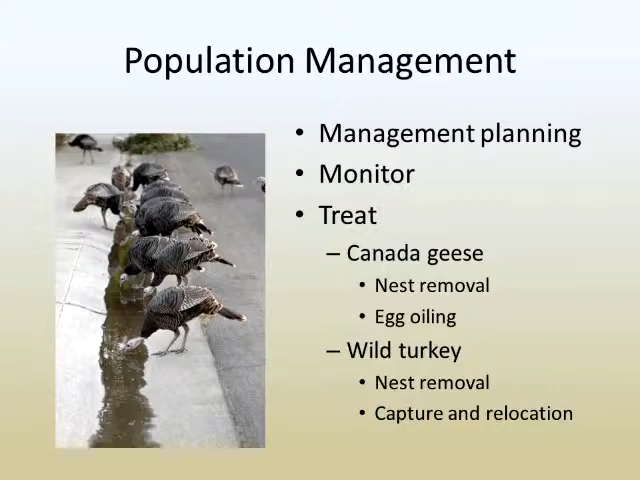 Population Management
• Management planning
• Monitor
• Treat
– Canada geese
• Nest removal
• Egg oiling
– Wild turkey
• Nest removal
• Capture and relocation